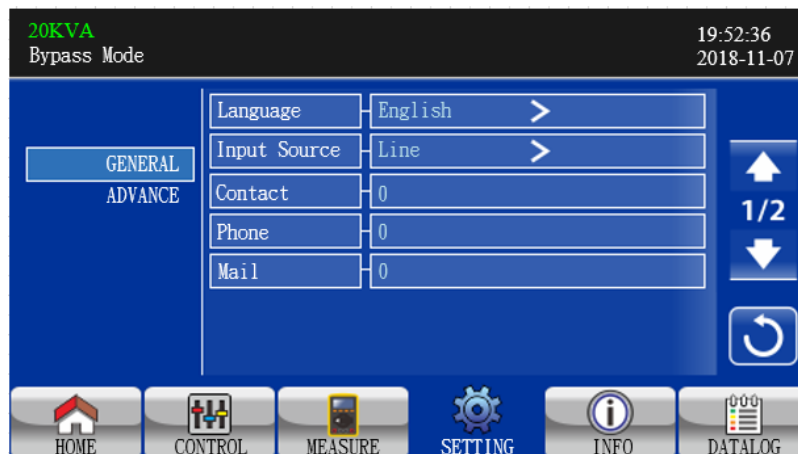 20KVA
Bypass Mode
19:52:36
2018-11-07
GENERAL
ADVANCE
Language English >
Input Source Line >
Contact 0
Phone 0
Mail 0
1/2
HOME CONTROL MEASURE SETTING INFO DATALOG